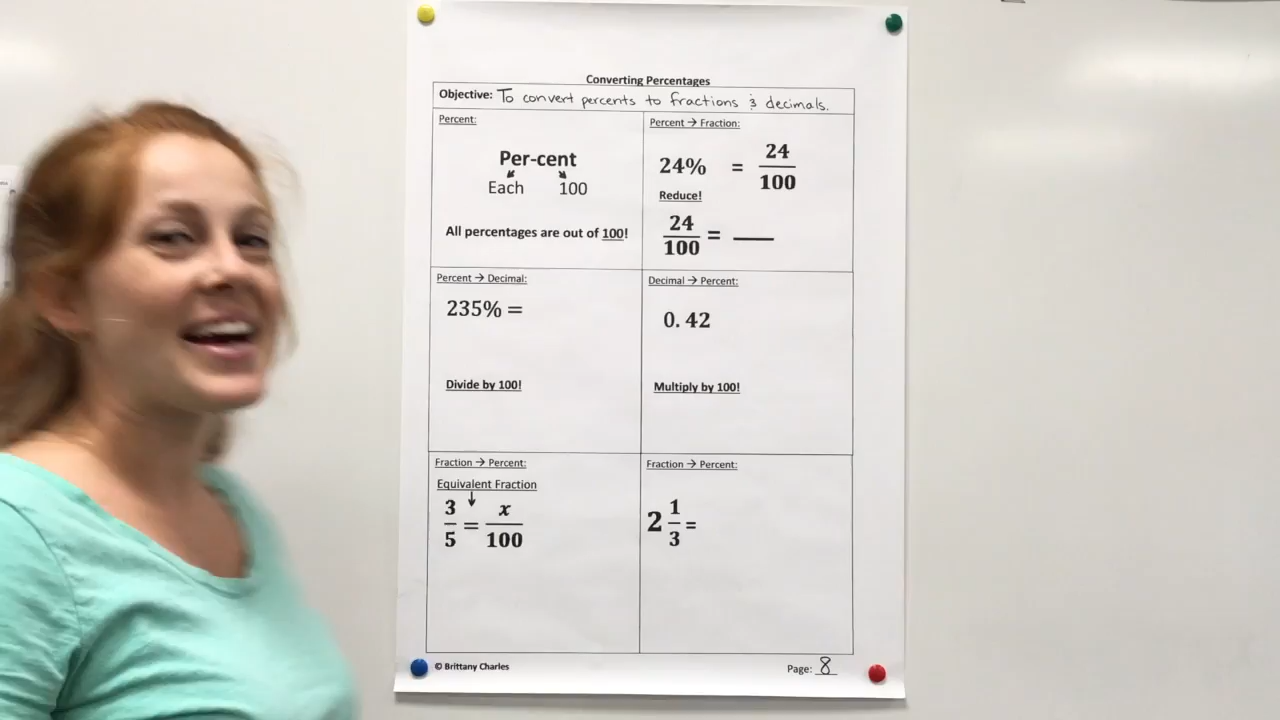 Converting Percentages
Objective: To convert percents to fractions & decimals.
Percent:
Per-cent
Each 100
All percentages are out of 100!
Percent → Fraction:
24% = 24/100
Reduce!
24/100 = ___
Percent → Decimal:
235% =
Divide by 100!
Decimal → Percent:
0.42
Multiply by 100!
Fraction → Percent:
Equivalent Fraction
3/5 = x/100
Fraction → Percent:
2 1/3 =
© Brittany Charles
Page: 8